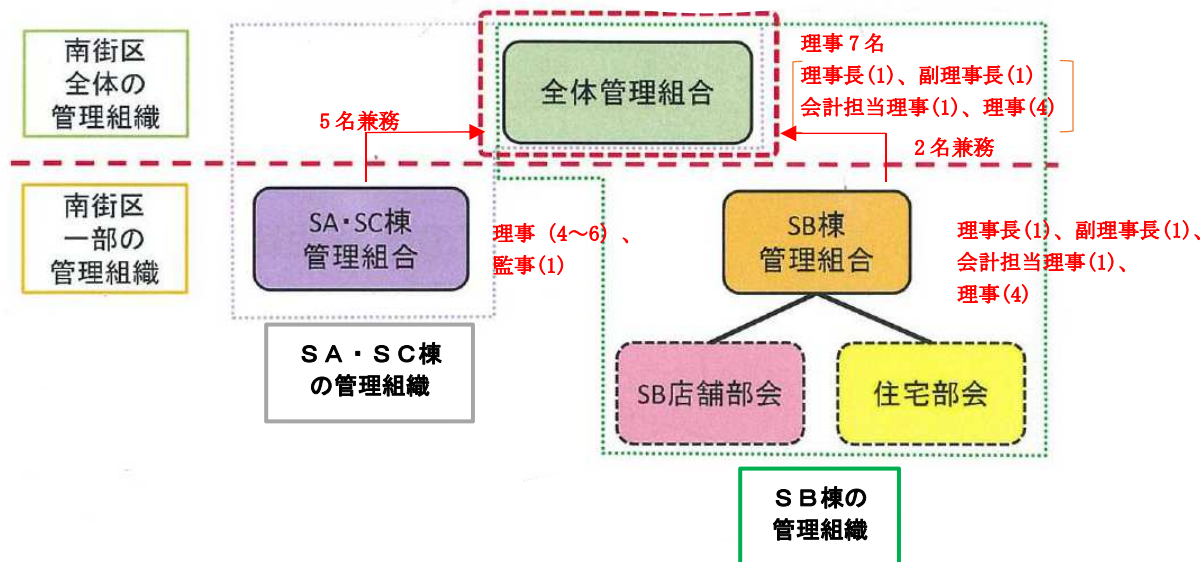 南街区
全体の
管理組織
全体管理組合
理事7名
理事長(1)、副理事長(1)
会計担当理事(1)、理事(4)
5名兼務
2名兼務
南街区
一部の
管理組織
SA・SC棟
管理組合
理事（4～6）、
監事(1)
SB棟
管理組合
理事長(1)、副理事長(1)、
会計担当理事(1)、
理事(4)
ＳＡ・ＳＣ棟
の管理組織
SB店舗部会
住宅部会
ＳＢ棟の
管理組織